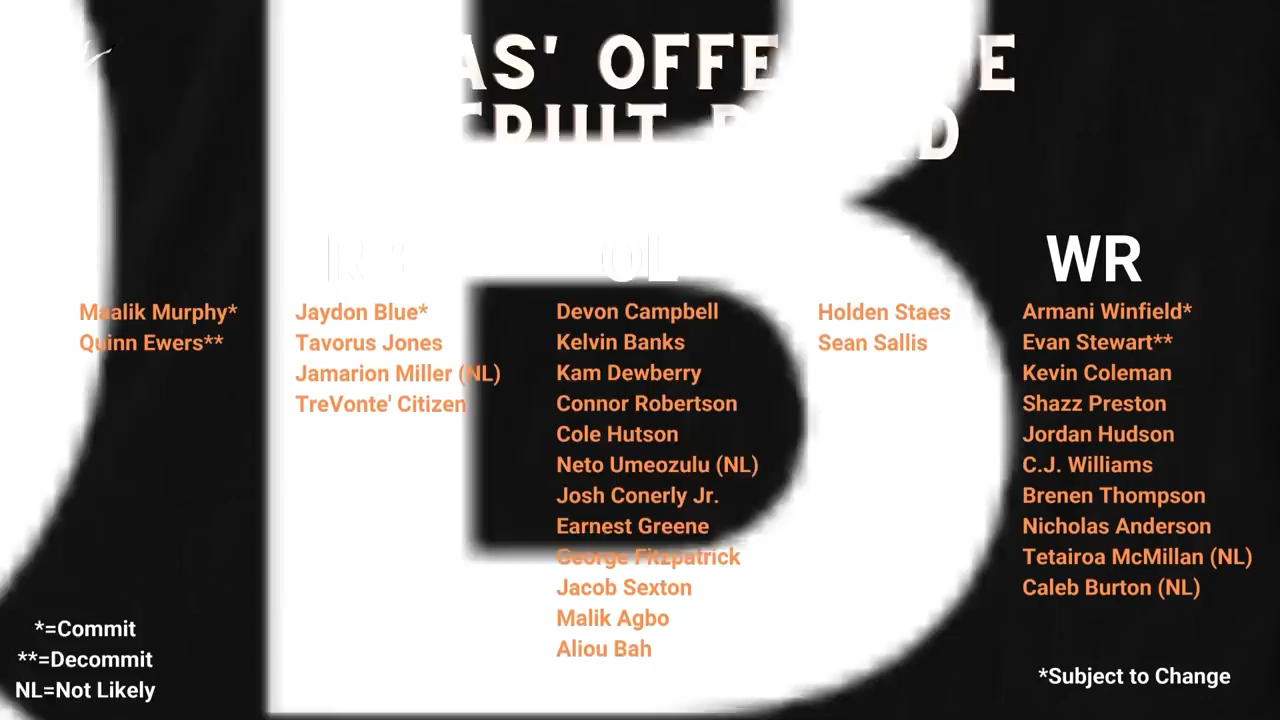 OL
WR
Maalik Murphy*
Quinn Ewers**
Jaydon Blue*
Tavorus Jones
Jamarion Miller (NL)
TreVonte' Citizen
Devon Campbell
Kelvin Banks
Kam Dewberry
Connor Robertson
Cole Hutson
Neto Umeozulu (NL)
Josh Conerly Jr.
Earnest Greene
George Fitzpatrick
Jacob Sexton
Malik Agbo
Aliou Bah
Holden Staes
Sean Sallis
Armani Winfield*
Evan Stewart**
Kevin Coleman
Shazz Preston
Jordan Hudson
C.J. Williams
Brenen Thompson
Nicholas Anderson
Tetairoa McMillan (NL)
Caleb Burton (NL)
*=Commit
**=Decommit
NL=Not Likely
*Subject to Change